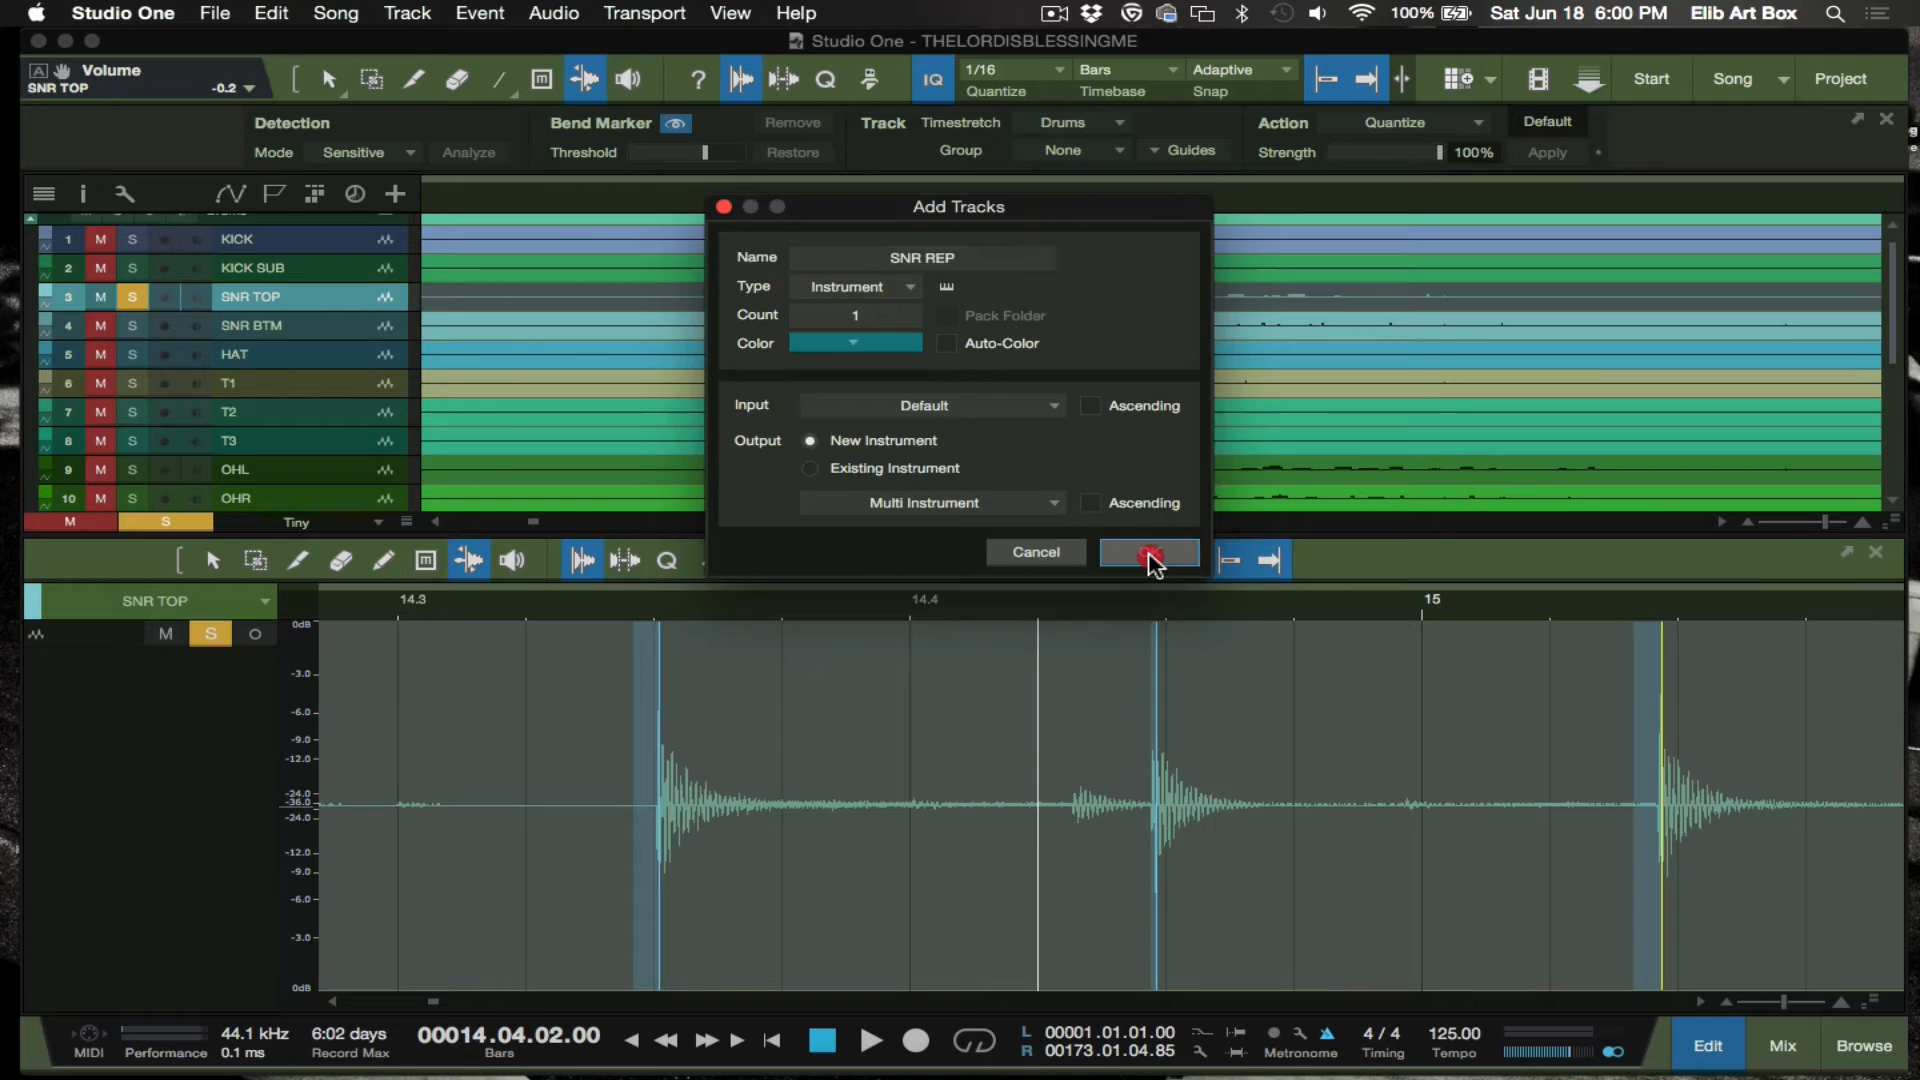 Studio One File Edit Song Track Event Audio Transport View Help 100% Sat Jun 18 6:00 PM Elib Art Box
Studio One - THELORDISBLESSINGME
A Volume
SNR TOP -0.2
? IQ
1/16 Bars Adaptive
Quantize Timebase Snap
Start Song Project
Detection Bend Marker Remove Track Timestretch Drums Action Quantize Default
Mode Sensitive Analyze Threshold Restore Group None Guides Strength 100% Apply
Add Tracks
1 M S KICK
2 M S KICK SUB
3 M S SNR TOP
4 M S SNR BTM
5 M S HAT
6 M S T1
7 M S T2
8 M S T3
9 M S OHL
10 M S OHR
M S Tiny
Name SNR REP
Type Instrument
Count 1 Pack Folder
Color Auto-Color
Input Default Ascending
Output New Instrument
Existing Instrument
Multi Instrument Ascending
Cancel
SNR TOP
M S
14.3 14.4 15
0dB
-3.0
-6.0
-9.0
-12.0
-24.0
-36.0
-24.0
-12.0
-9.0
-6.0
-3.0
0dB
MIDI Performance
44.1 kHz
0.1 ms
6:02 days
Record Max
00014.04.02.00
Bars
L 00001.01.01.00
R 00173.01.04.85
Metronome
4 / 4
Timing
125.00
Tempo
Edit Mix Browse